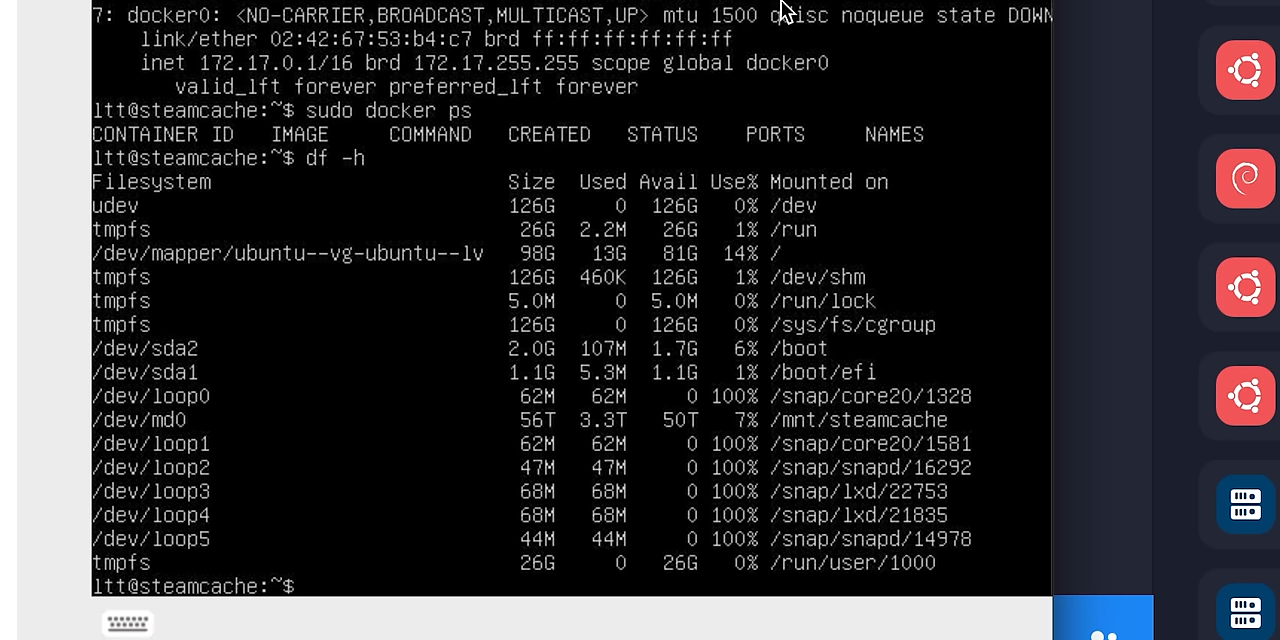 7: docker0: <NO-CARRIER,BROADCAST,MULTICAST,UP> mtu 1500 qdisc noqueue state DOWN
link/ether 02:42:67:53:b4:c7 brd ff:ff:ff:ff:ff:ff
inet 172.17.0.1/16 brd 172.17.255.255 scope global docker0
valid_lft forever preferred_lft forever
ltt@steamcache:~$ sudo docker ps
CONTAINER ID IMAGE COMMAND CREATED STATUS PORTS NAMES
ltt@steamcache:~$ df -h
Filesystem Size Used Avail Use% Mounted on
udev 126G 0 126G 0% /dev
tmpfs 26G 2.2M 26G 1% /run
/dev/mapper/ubuntu--vg-ubuntu--lv 98G 13G 81G 14% /
tmpfs 126G 460K 126G 1% /dev/shm
tmpfs 5.0M 0 5.0M 0% /run/lock
tmpfs 126G 0 126G 0% /sys/fs/cgroup
/dev/sda2 2.0G 107M 1.7G 6% /boot
/dev/sda1 1.1G 5.3M 1.1G 1% /boot/efi
/dev/loop0 62M 62M 0 100% /snap/core20/1328
/dev/md0 56T 3.3T 50T 7% /mnt/steamcache
/dev/loop1 62M 62M 0 100% /snap/core20/1581
/dev/loop2 47M 47M 0 100% /snap/snapd/16292
/dev/loop3 68M 68M 0 100% /snap/lxd/22753
/dev/loop4 68M 68M 0 100% /snap/lxd/21835
/dev/loop5 44M 44M 0 100% /snap/snapd/14978
tmpfs 26G 0 26G 0% /run/user/1000
ltt@steamcache:~$